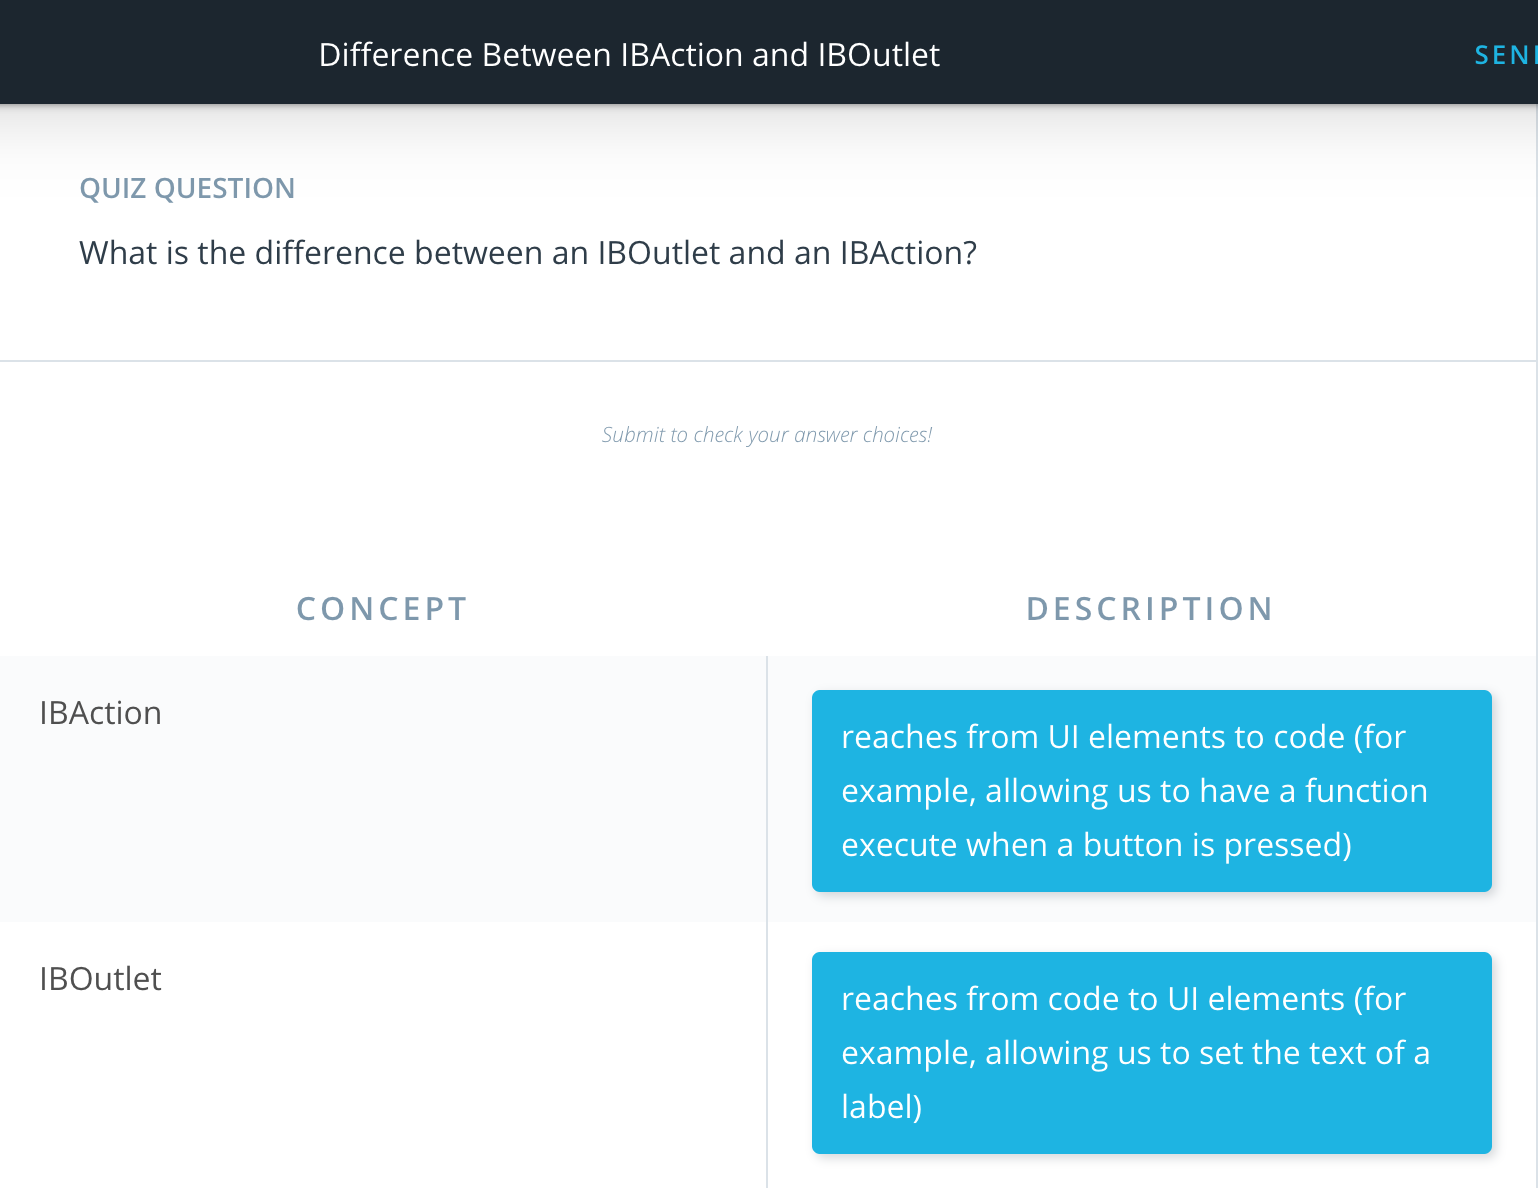 Difference Between IBAction and IBOutlet
QUIZ QUESTION
What is the difference between an IBOutlet and an IBAction?
Submit to check your answer choices!
CONCEPT
DESCRIPTION
IBAction
reaches from UI elements to code (for
example, allowing us to have a function
execute when a button is pressed)
IBOutlet
reaches from code to UI elements (for
example, allowing us to set the text of a
label)